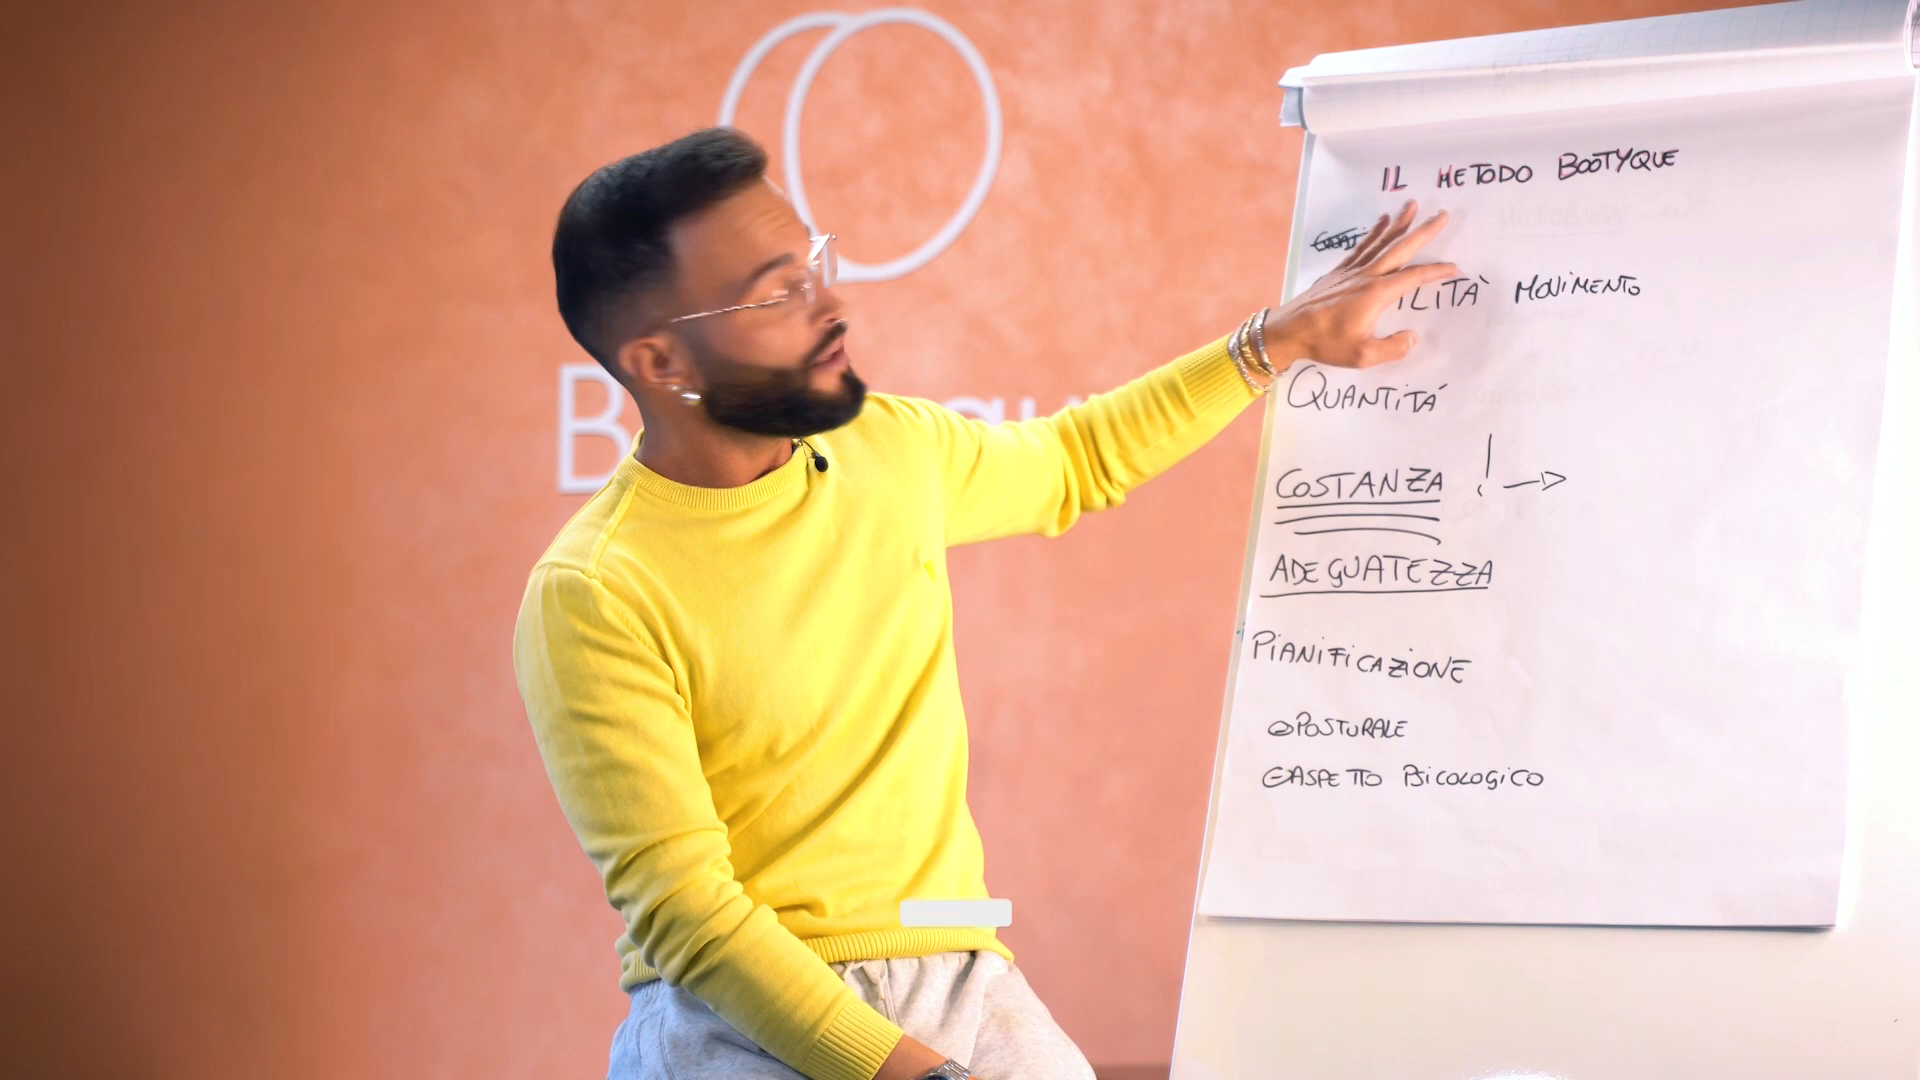 IL METODO BOOTYQUE
ILITÀ MOVIMENTO
QUANTITÁ
COSTANZA ! →
ADEGUATEZZA
PIANIFICAZIONE
POSTURALE
ASPETTO PSICOLOGICO
B